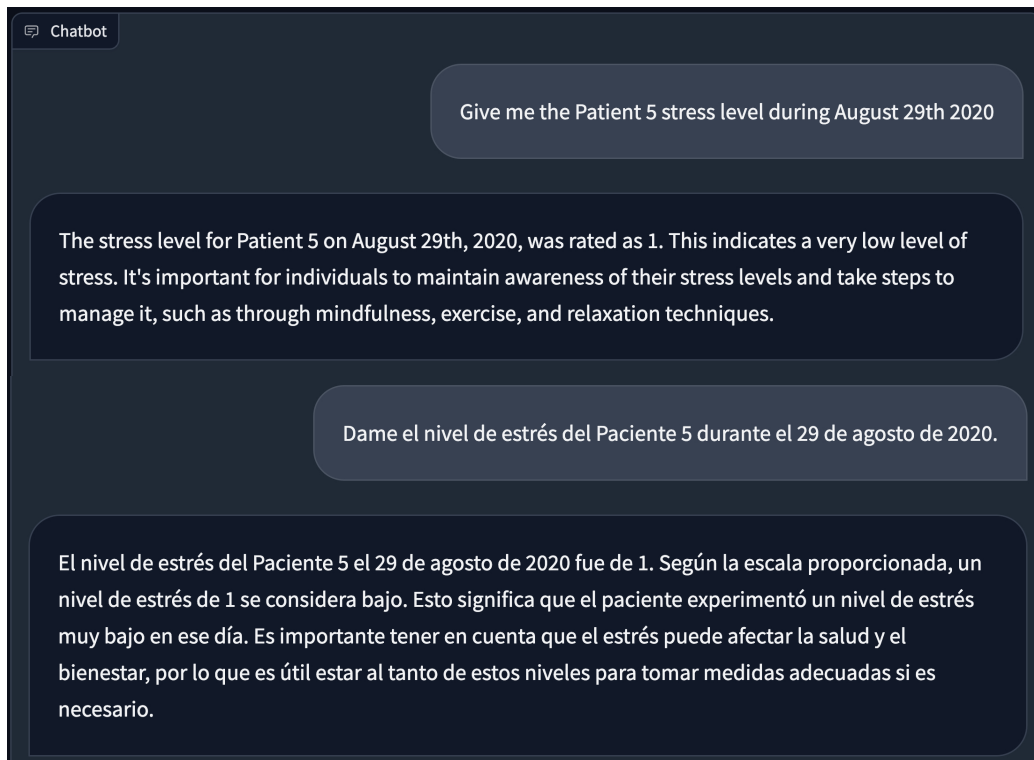 Chatbot
Give me the Patient 5 stress level during August 29th 2020
The stress level for Patient 5 on August 29th, 2020, was rated as 1. This indicates a very low level of
stress. It's important for individuals to maintain awareness of their stress levels and take steps to
manage it, such as through mindfulness, exercise, and relaxation techniques.
Dame el nivel de estrés del Paciente 5 durante el 29 de agosto de 2020.
El nivel de estrés del Paciente 5 el 29 de agosto de 2020 fue de 1. Según la escala proporcionada, un
nivel de estrés de 1 se considera bajo. Esto significa que el paciente experimentó un nivel de estrés
muy bajo en ese día. Es importante tener en cuenta que el estrés puede afectar la salud y el
bienestar, por lo que es útil estar al tanto de estos niveles para tomar medidas adecuadas si es
necesario.